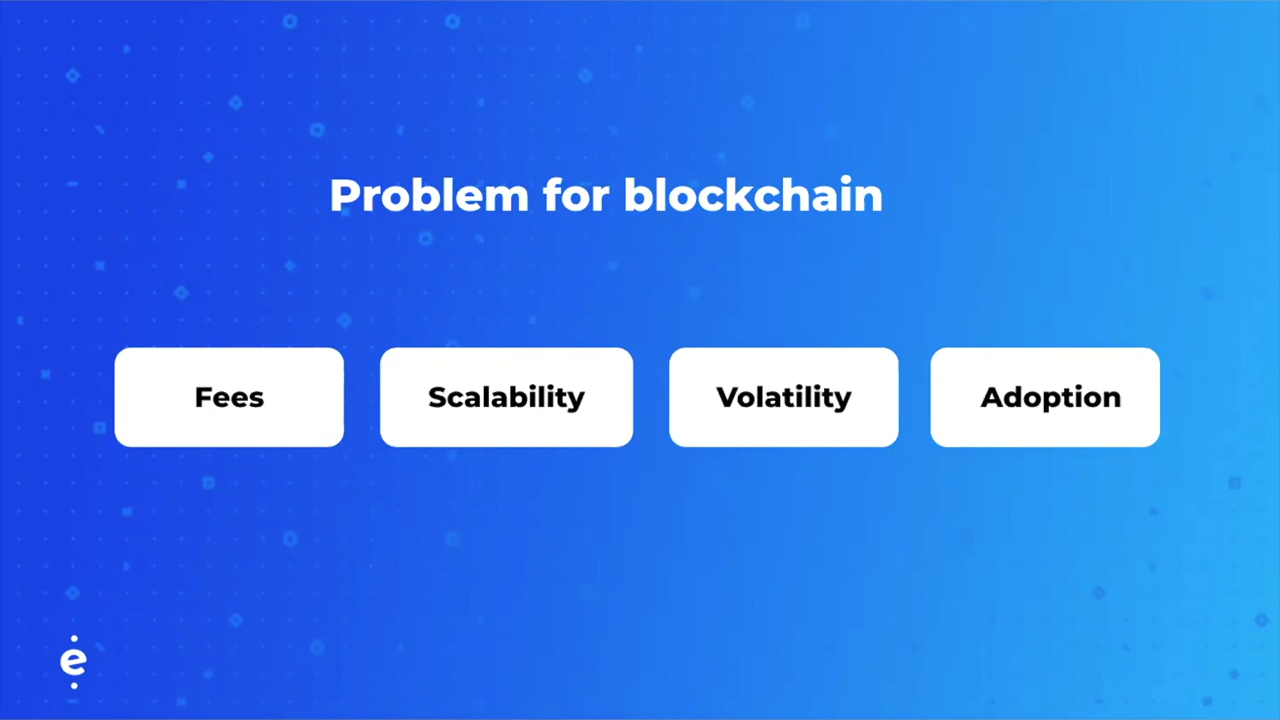 Problem for blockchain
Fees
Scalability
Volatility
Adoption
e